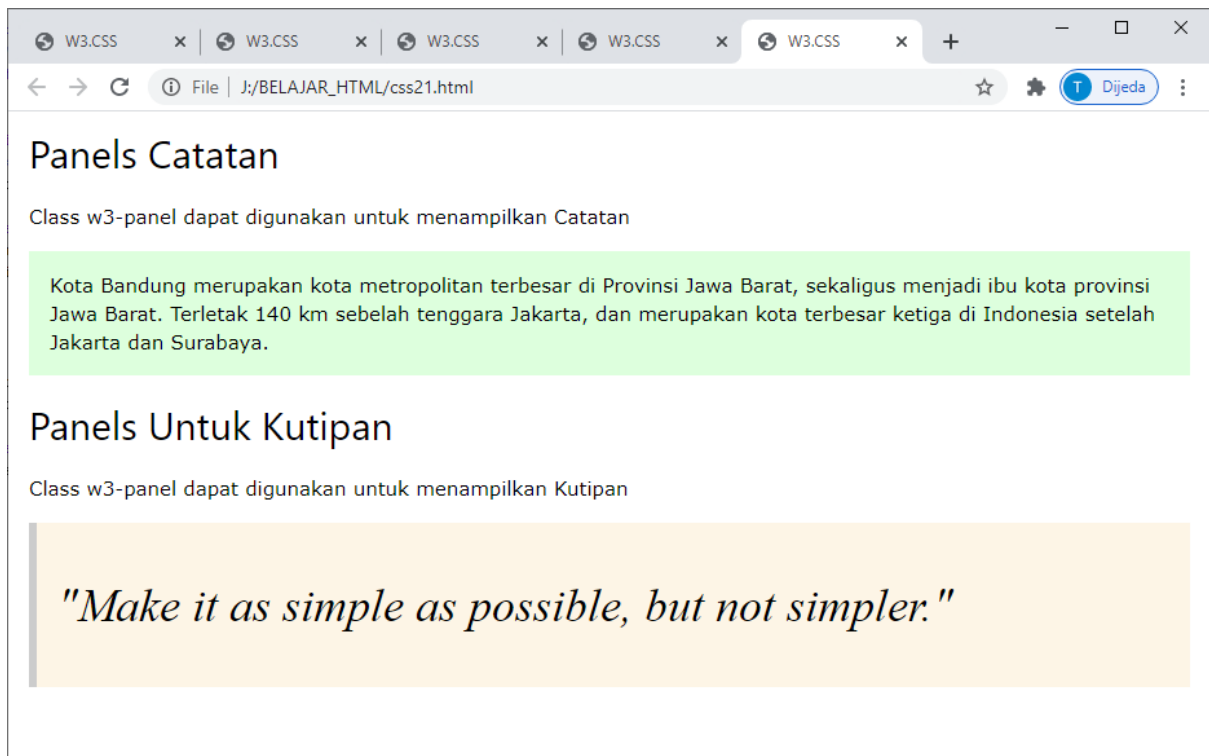 W3.CSS W3.CSS W3.CSS W3.CSS W3.CSS
File J:/BELAJAR_HTML/css21.html T Dijeda
Panels Catatan
Class w3-panel dapat digunakan untuk menampilkan Catatan
Kota Bandung merupakan kota metropolitan terbesar di Provinsi Jawa Barat, sekaligus menjadi ibu kota provinsi
Jawa Barat. Terletak 140 km sebelah tenggara Jakarta, dan merupakan kota terbesar ketiga di Indonesia setelah
Jakarta dan Surabaya.
Panels Untuk Kutipan
Class w3-panel dapat digunakan untuk menampilkan Kutipan
"Make it as simple as possible, but not simpler."